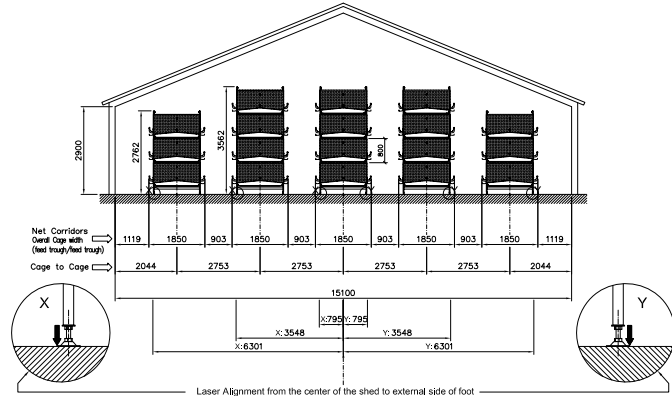 2900
2762
3562
800
Net Corridors
Overall Cage width
(feed trough/feed trough)
1119 1850 903 1850 903 1850 903 1850 903 1850 1119
Cage to Cage
2044 2753 2753 2753 2753 2044
15100
X:795 Y: 795
X: 3548 Y: 3548
X:6301 Y:6301
X
Y
Laser Alignment from the center of the shed to external side of foot